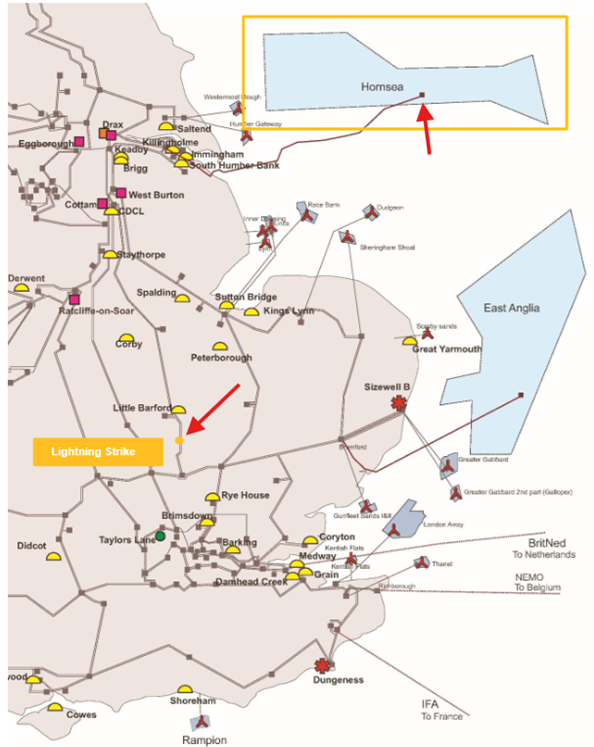 Hornsea
Westermost Rough
Humber Gateway
Drax
Saltend
Eggborough
Killingholme
Keadby
Immingham
South Humber Bank
Brigg
West Burton
Cottam
CDCL
Race Bank
Dudgeon
Lincs
Lynn
Sheringham Shoal
Staythorpe
Derwent
Spalding
Sutton Bridge
Kings Lynn
East Anglia
Ratcliffe-on-Soar
Scroby sands
Corby
Peterborough
Great Yarmouth
Sizewell B
Little Barford
Lightning Strike
Bramford
Greater Gabbard
Rye House
Greater Gabbard 2nd part (Galloper)
Brimsdown
Gunfleet Sands I&II
London Array
Taylors Lane
Barking
Coryton
Didcot
Medway
Kentish Flats
BritNed
To Netherlands
Kentish Flats
Thanet
Grain
Damhead Creek
NEMO
To Belgium
Richborough
Dungeness
wood
Shoreham
IFA
To France
Cowes
Rampion